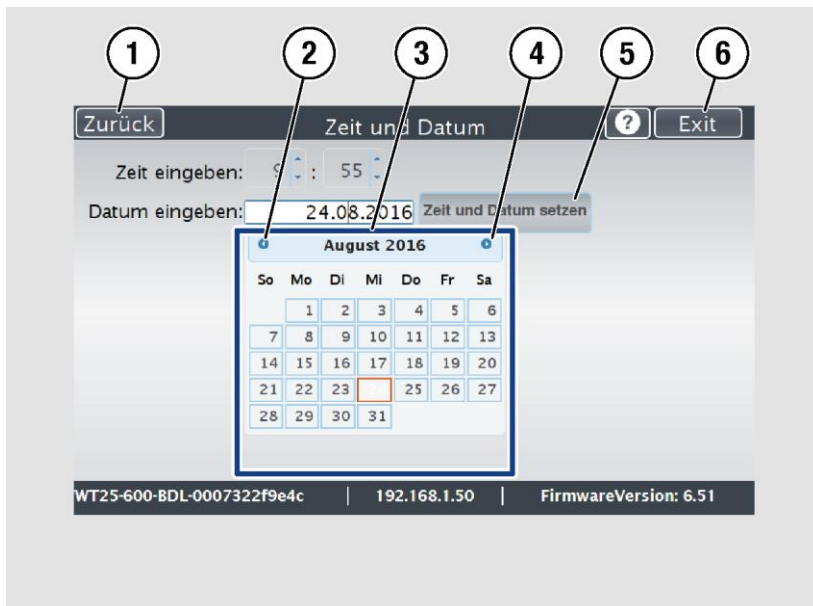 1 2 3 4 5 6
Zurück Zeit und Datum ? Exit
Zeit eingeben: 9 : 55
Datum eingeben: 24.08.2016 Zeit und Datum setzen
August 2016
So Mo Di Mi Do Fr Sa
1 2 3 4 5 6
7 8 9 10 11 12 13
14 15 16 17 18 19 20
21 22 23 24 25 26 27
28 29 30 31
WT25-600-BDL-0007322f9e4c | 192.168.1.50 | FirmwareVersion: 6.51